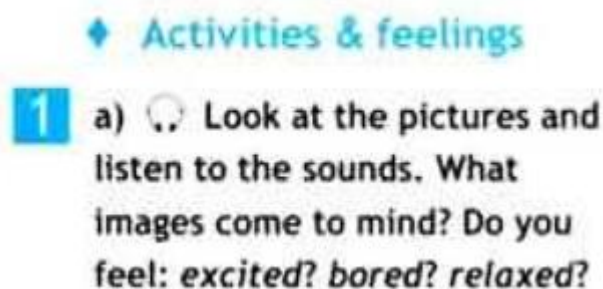 ♦ Activities & feelings
1 a) Look at the pictures and
listen to the sounds. What
images come to mind? Do you
feel: excited? bored? relaxed?